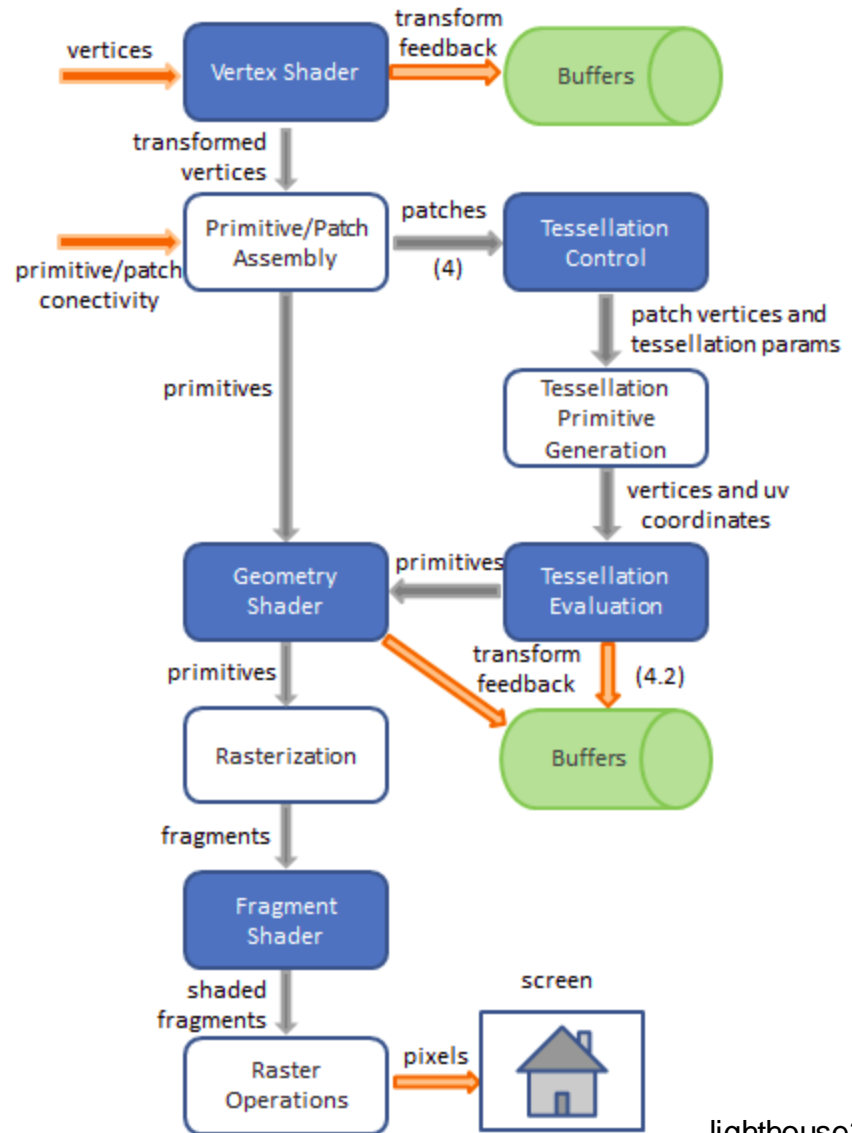 transform
feedback
vertices
Vertex Shader
Buffers
transformed
vertices
patches
Primitive/Patch
Assembly
Tessellation
Control
(4)
primitive/patch
conectivity
patch vertices and
tessellation params
primitives
Tessellation
Primitive
Generation
vertices and uv
coordinates
primitives
Geometry
Shader
Tessellation
Evaluation
transform
feedback
(4.2)
primitives
Rasterization
Buffers
fragments
Fragment
Shader
screen
shaded
fragments
pixels
Raster
Operations